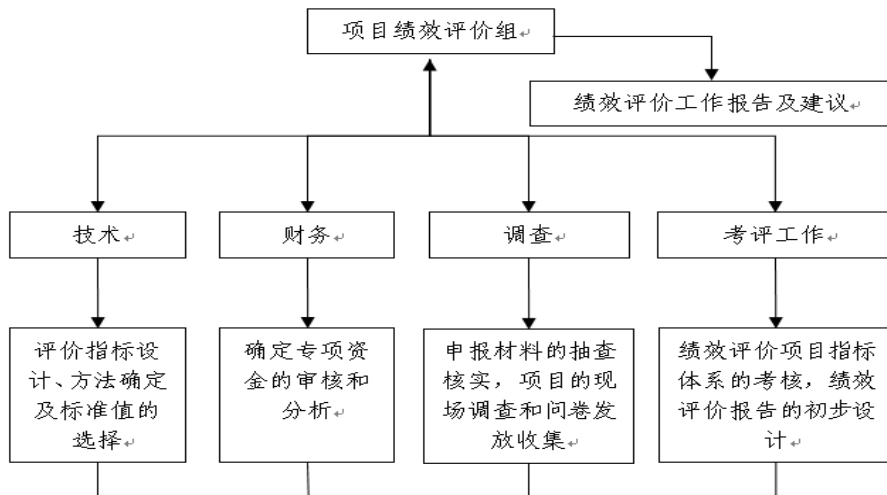 项目绩效评价组
绩效评价工作报告及建议
技术
财务
调查
考评工作
评价指标设
计、方法确定
及标准值的
选择
确定专项资
金的审核和
分析
申报材料的抽查
核实，项目的现
场调查和问卷发
放收集
绩效评价项目指标
体系的考核，绩效
评价报告的初步设
计